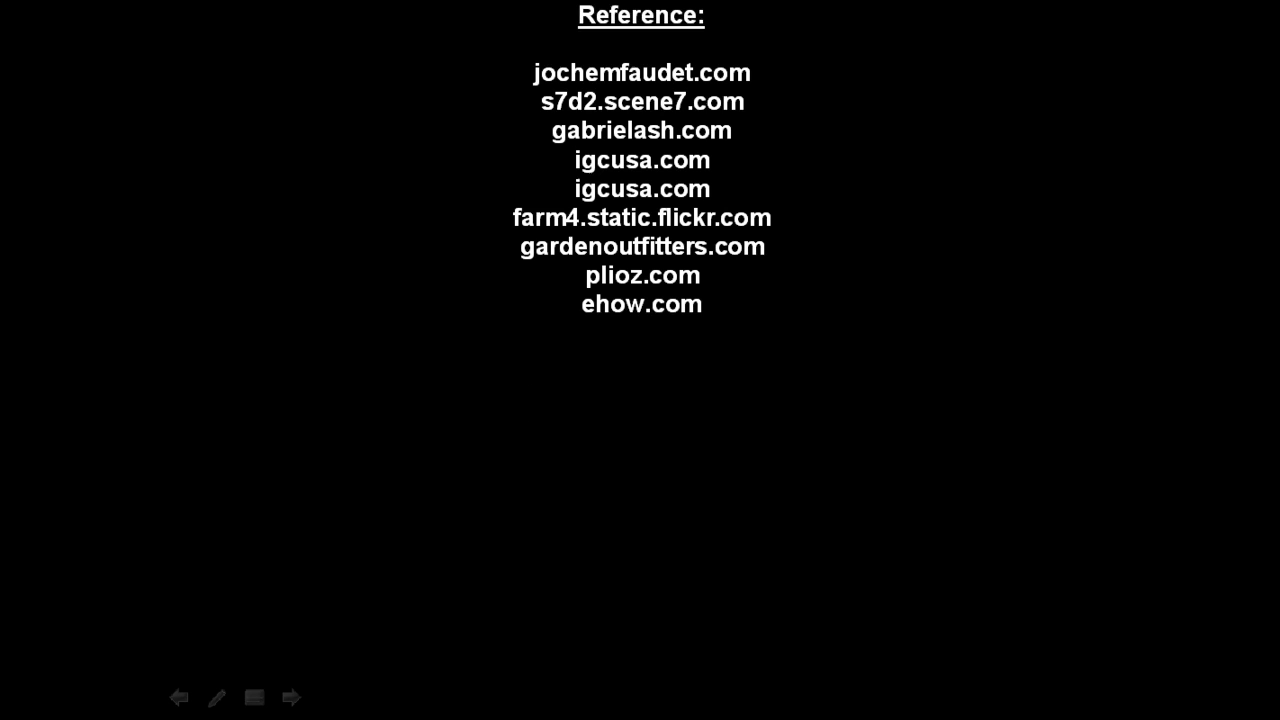 Reference:
jochemfaudet.com
s7d2.scene7.com
gabrielash.com
igcusa.com
igcusa.com
farm4.static.flickr.com
gardenoutfitters.com
plioz.com
ehow.com